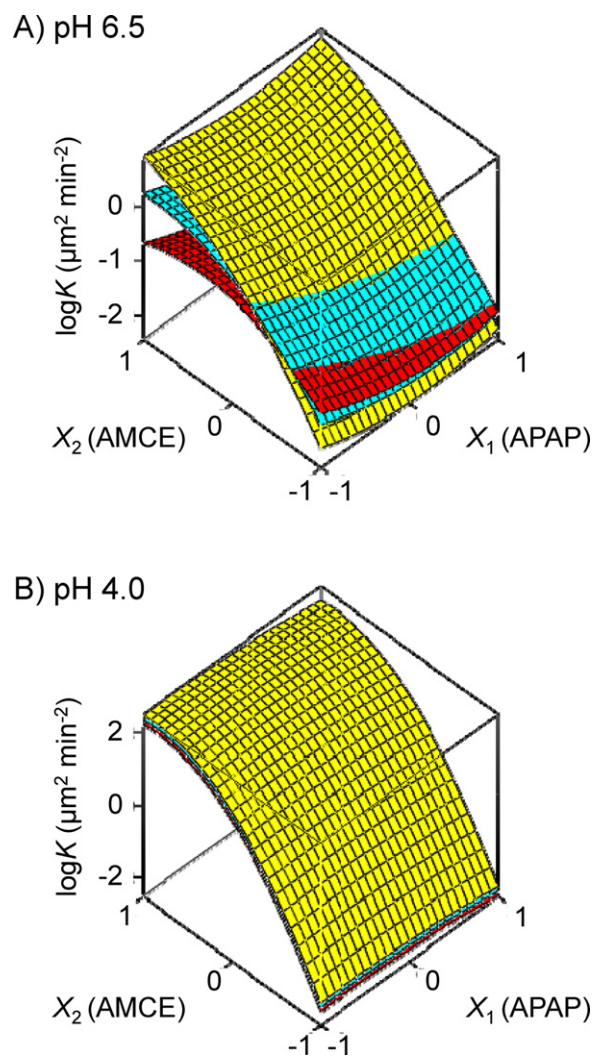 A) pH 6.5
logK (µm² min⁻²)
0
-1
-2
1
0
-1
X₂ (AMCE)
-1
0
1
X₁ (APAP)
B) pH 4.0
logK (µm² min⁻²)
2
0
-2
1
0
-1
X₂ (AMCE)
-1
0
1
X₁ (APAP)